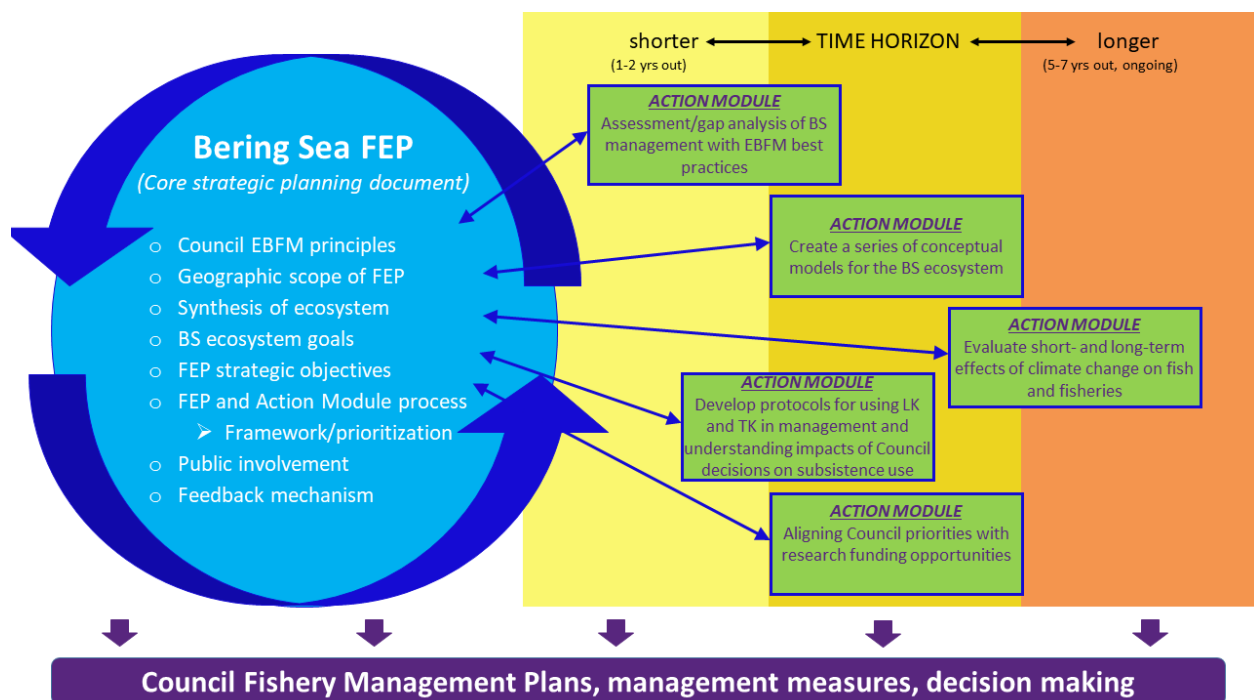 shorter
TIME HORIZON
longer
(1-2 yrs out)
(5-7 yrs out, ongoing)
Bering Sea FEP
(Core strategic planning document)
o Council EBFM principles
o Geographic scope of FEP
o Synthesis of ecosystem
o BS ecosystem goals
o FEP strategic objectives
o FEP and Action Module process
➢ Framework/prioritization
o Public involvement
o Feedback mechanism
ACTION MODULE
Assessment/gap analysis of BS
management with EBFM best
practices
ACTION MODULE
Create a series of conceptual
models for the BS ecosystem
ACTION MODULE
Evaluate short- and long-term
effects of climate change on fish
and fisheries
ACTION MODULE
Develop protocols for using LK
and TK in management and
understanding impacts of Council
decisions on subsistence use
ACTION MODULE
Aligning Council priorities with
research funding opportunities
Council Fishery Management Plans, management measures, decision making